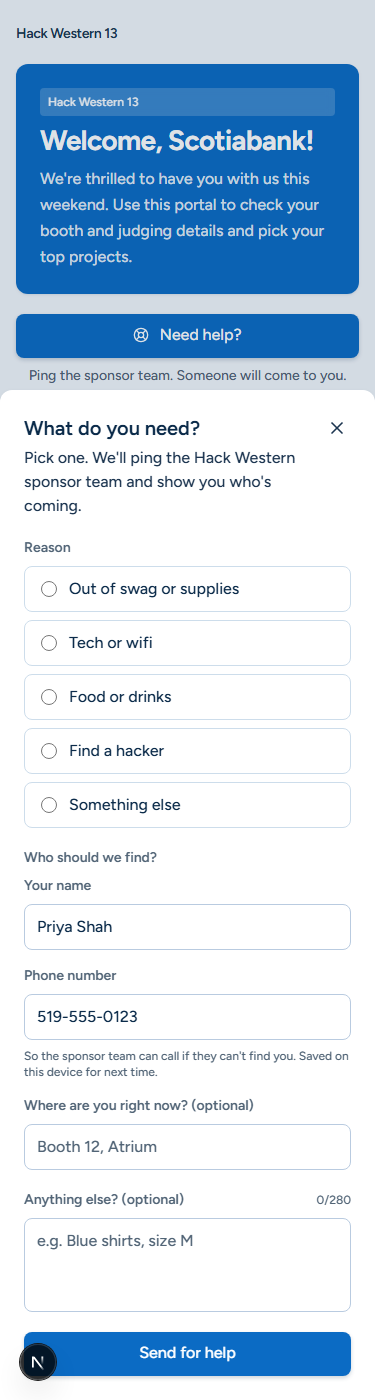 Hack Western 13
Hack Western 13
Welcome, Scotiabank!
We're thrilled to have you with us this
weekend. Use this portal to check your
booth and judging details and pick your
top projects.
Need help?
Ping the sponsor team. Someone will come to you.
What do you need?
Pick one. We'll ping the Hack Western
sponsor team and show you who's
coming.
Reason
Out of swag or supplies
Tech or wifi
Food or drinks
Find a hacker
Something else
Who should we find?
Your name
Priya Shah
Phone number
519-555-0123
So the sponsor team can call if they can't find you. Saved on
this device for next time.
Where are you right now? (optional)
Booth 12, Atrium
Anything else? (optional) 0/280
e.g. Blue shirts, size M
Send for help
N